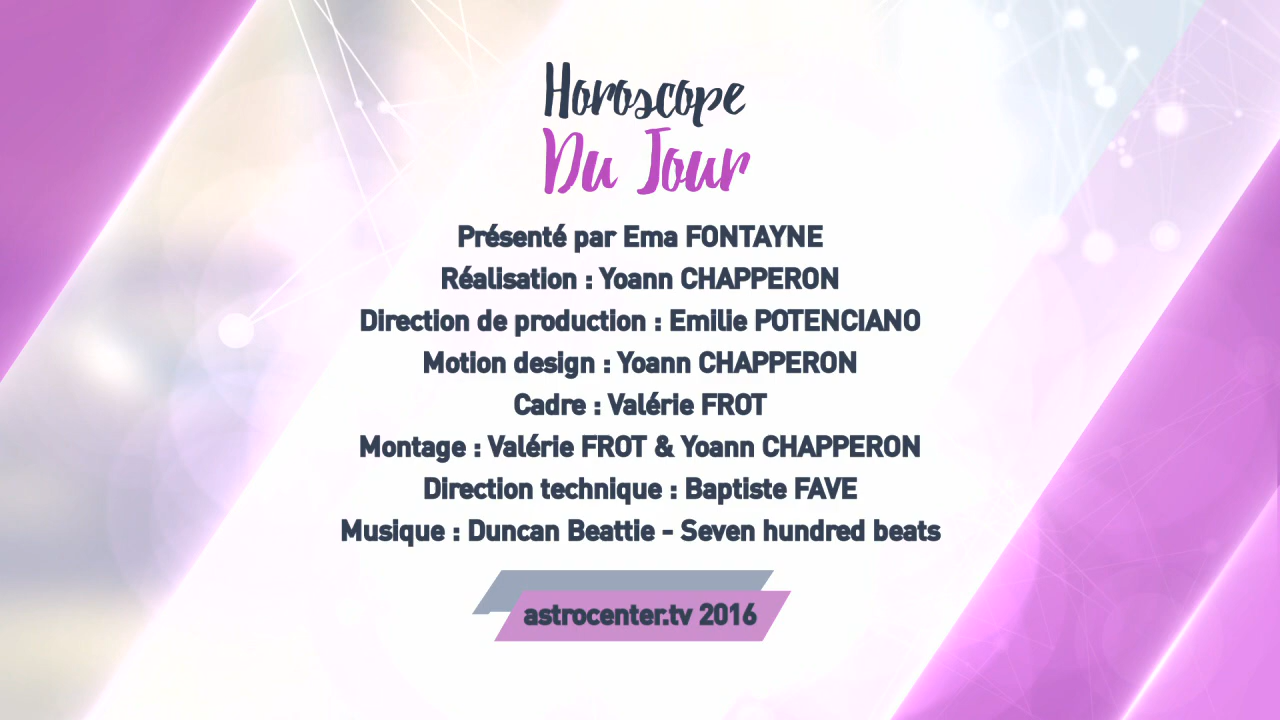 Horoscope
Du Jour
Présenté par Ema FONTAYNE
Réalisation : Yoann CHAPPERON
Direction de production : Emilie POTENCIANO
Motion design : Yoann CHAPPERON
Cadre : Valérie FROT
Montage : Valérie FROT & Yoann CHAPPERON
Direction technique : Baptiste FAVE
Musique : Duncan Beattie - Seven hundred beats
astrocenter.tv 2016